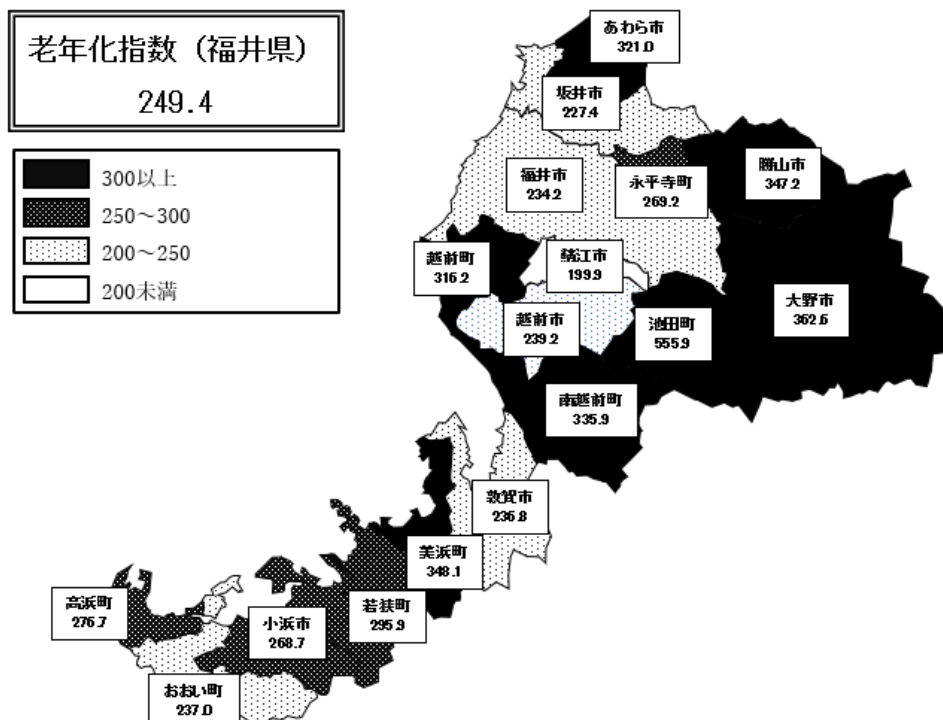 老年化指数（福井県）
249.4
300以上
250～300
200～250
200未満
あわら市
321.0
坂井市
227.4
福井市
234.2
永平寺町
269.2
勝山市
347.2
越前町
316.2
鯖江市
199.9
越前市
239.2
池田町
555.9
大野市
362.6
南越前町
335.9
敦賀市
236.8
美浜町
348.1
若狭町
295.9
小浜市
268.7
高浜町
276.7
おおい町
237.0